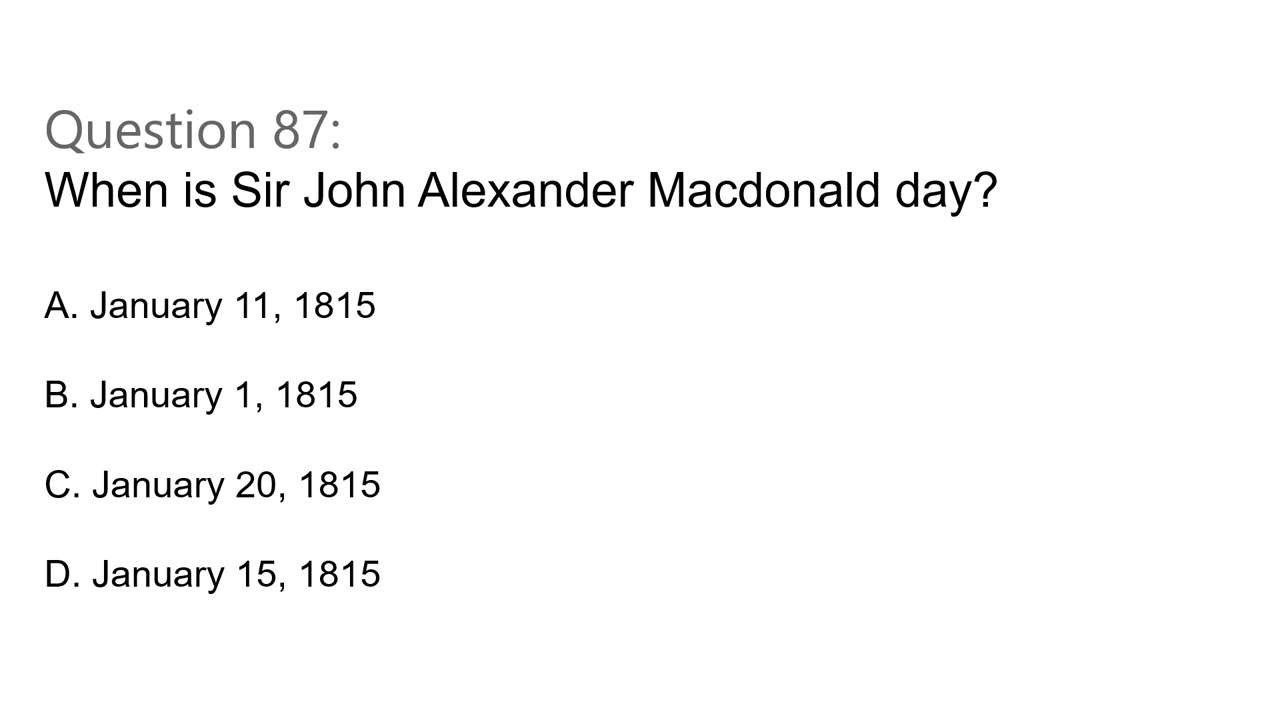 Question 87:
When is Sir John Alexander Macdonald day?
A. January 11, 1815
B. January 1, 1815
C. January 20, 1815
D. January 15, 1815